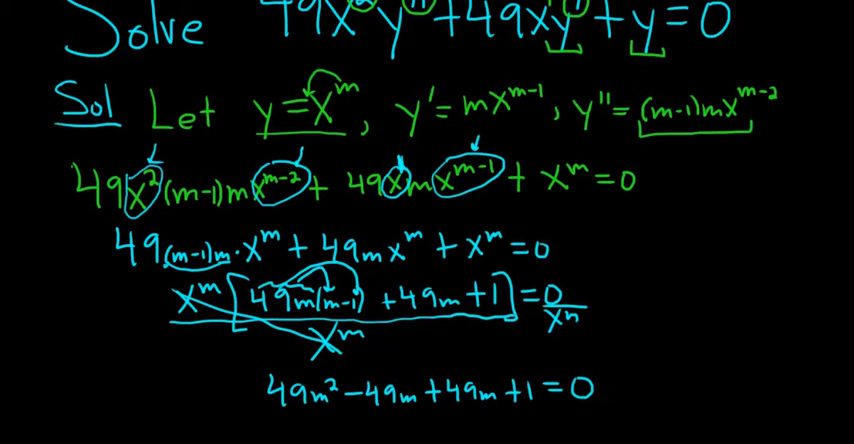 Solve 49x²y'' + 49xy' + y = 0
Sol Let y = x^m, y' = mx^(m-1), y'' = (m-1)mx^(m-2)
49x²(m-1)mx^(m-2) + 49xmx^(m-1) + x^m = 0
49(m-1)m·x^m + 49mx^m + x^m = 0
x^m[49m(m-1) + 49m + 1] = 0
x^m x^m
49m² - 49m + 49m + 1 = 0